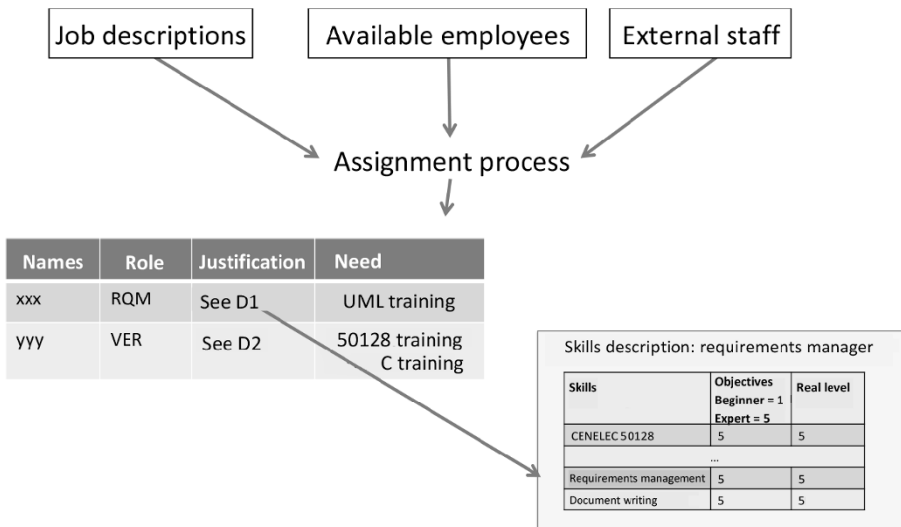 Job descriptions Available employees External staff
Assignment process
Names Role Justification Need
xxx RQM See D1 UML training
yyy VER See D2 50128 training
C training
Skills description: requirements manager
Skills Objectives Real level
Beginner = 1
Expert = 5
CENELEC 50128 5 5
...
Requirements management 5 5
Document writing 5 5